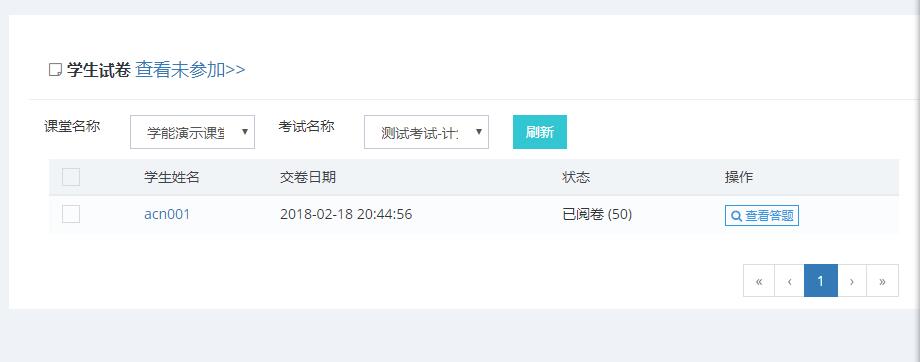 学生试卷 查看未参加>>
课堂名称 学能演示课堂 考试名称 测试考试-计 刷新
学生姓名 交卷日期 状态 操作
acn001 2018-02-18 20:44:56 已阅卷 (50) 查看答题
« ‹ 1 › »